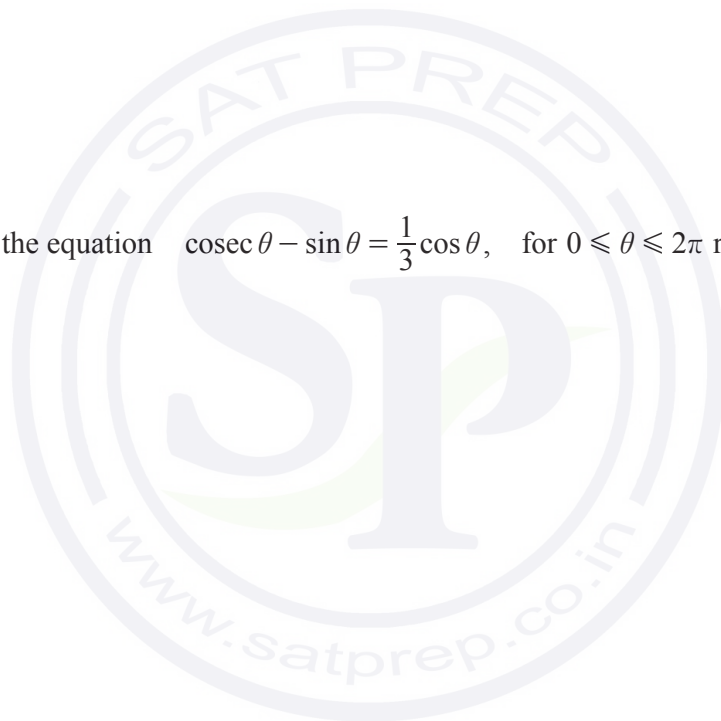 SAT PREP
the equation cosec θ − sin θ = 1/3 cos θ, for 0 ⩽ θ ⩽ 2π r
SP
www.satprep.co.in